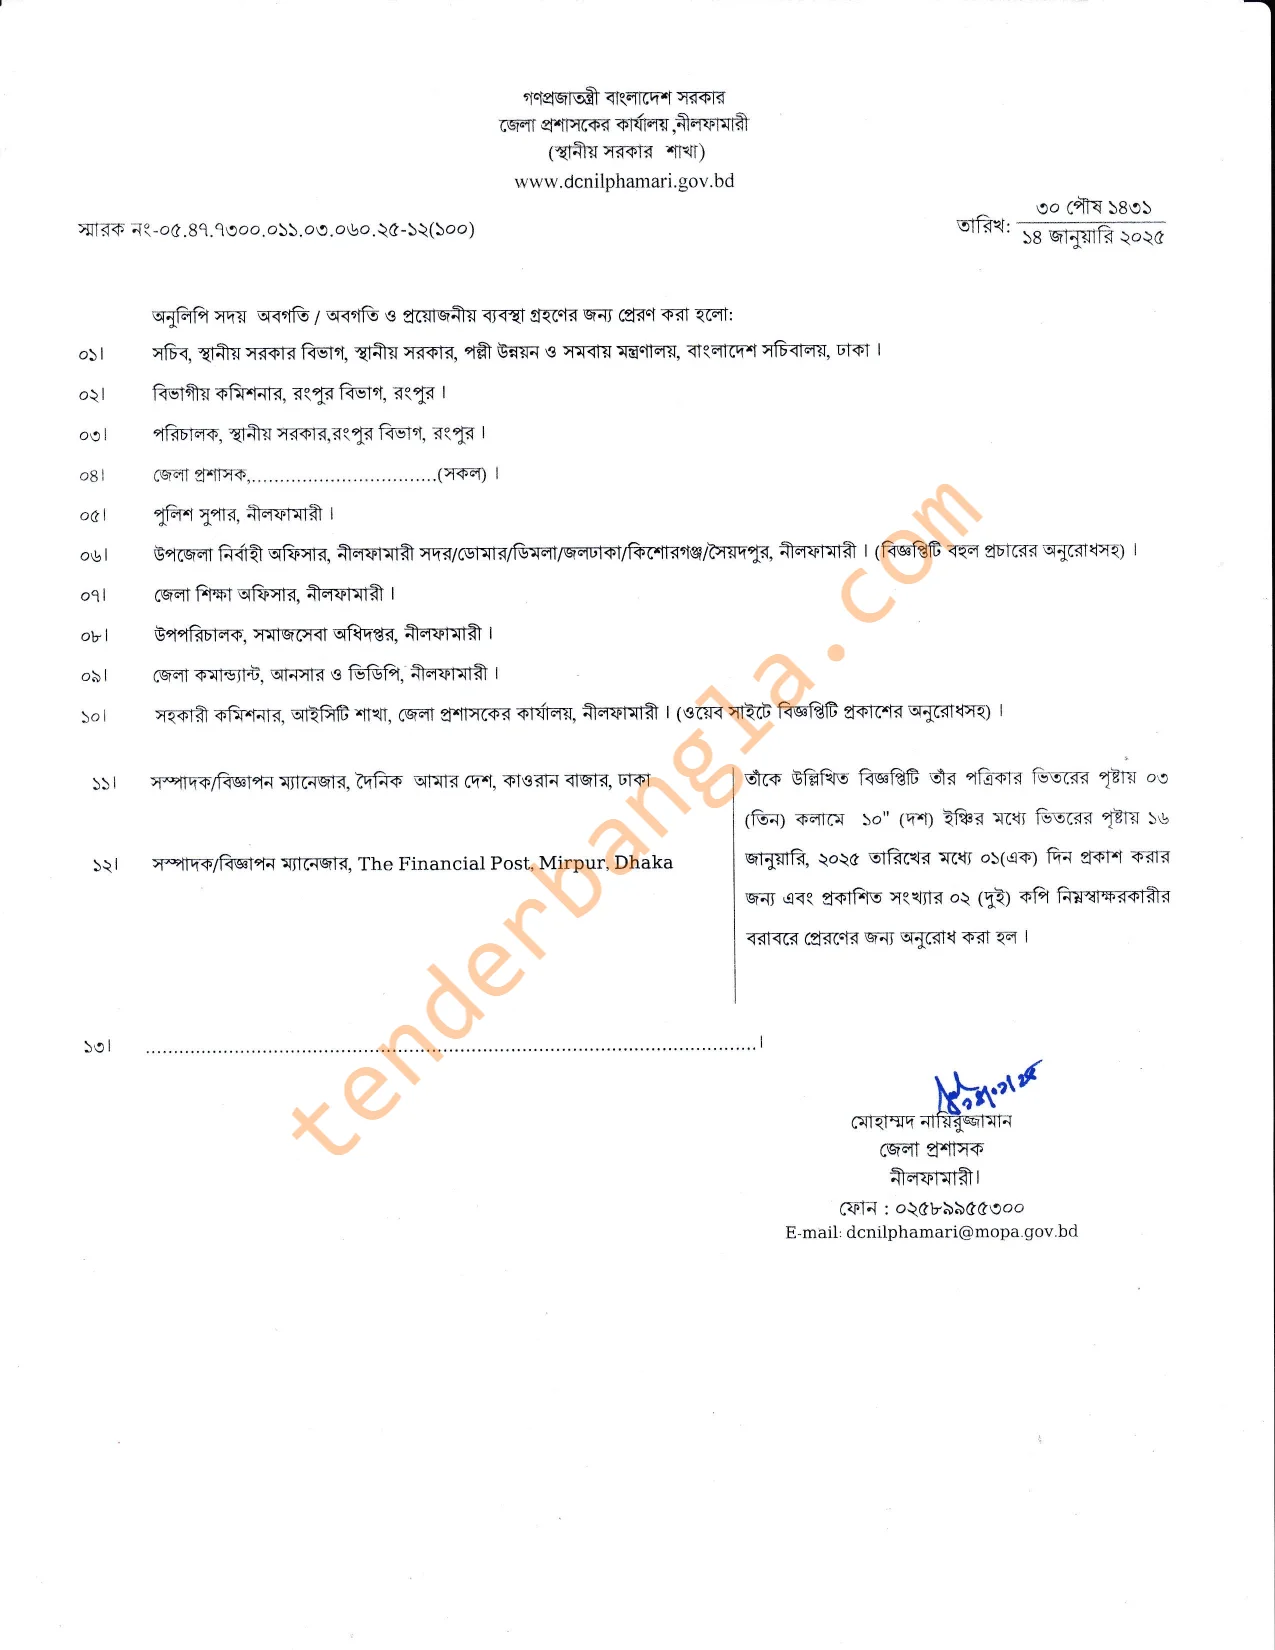 গণপ্রজাতন্ত্রী বাংলাদেশ সরকার
জেলা প্রশাসকের কার্যালয় ,নীলফামারী
(স্থানীয় সরকার শাখা)
www.dcnilphamari.gov.bd
স্মারক নং-০৫.৪৭.৭৩০০.০১১.০৩.০৬০.২৫-১২(১০০)
তারিখ: ৩০ পৌষ ১৪৩১
১৪ জানুয়ারি ২০২৫
অনুলিপি সদয় অবগতি / অবগতি ও প্রয়োজনীয় ব্যবস্থা গ্রহণের জন্য প্রেরণ করা হলো:
০১। সচিব, স্থানীয় সরকার বিভাগ, স্থানীয় সরকার, পল্লী উন্নয়ন ও সমবায় মন্ত্রণালয়, বাংলাদেশ সচিবালয়, ঢাকা ।
০২। বিভাগীয় কমিশনার, রংপুর বিভাগ, রংপুর ।
০৩। পরিচালক, স্থানীয় সরকার,রংপুর বিভাগ, রংপুর ।
০৪। জেলা প্রশাসক,.................................(সকল) ।
০৫। পুলিশ সুপার, নীলফামারী ।
০৬। উপজেলা নির্বাহী অফিসার, নীলফামারী সদর/ডোমার/ডিমলা/জলঢাকা/কিশোরগঞ্জ/সৈয়দপুর, নীলফামারী । (বিজ্ঞপ্তিটি বহুল প্রচারের অনুরোধসহ) ।
০৭। জেলা শিক্ষা অফিসার, নীলফামারী ।
০৮। উপপরিচালক, সমাজসেবা অধিদপ্তর, নীলফামারী ।
০৯। জেলা কমান্ড্যান্ট, আনসার ও ভিডিপি, নীলফামারী ।
১০। সহকারী কমিশনার, আইসিটি শাখা, জেলা প্রশাসকের কার্যালয়, নীলফামারী । (ওয়েব সাইটে বিজ্ঞপ্তিটি প্রকাশের অনুরোধসহ) ।
১১। সম্পাদক/বিজ্ঞাপন ম্যানেজার, দৈনিক আমার দেশ, কাওরান বাজার, ঢাকা
১২। সম্পাদক/বিজ্ঞাপন ম্যানেজার, The Financial Post, Mirpur, Dhaka
তাঁকে উল্লিখিত বিজ্ঞপ্তিটি তাঁর পত্রিকার ভিতরের পৃষ্টায় ০৩
(তিন) কলামে ১০" (দশ) ইঞ্চির মধ্যে ভিতরের পৃষ্টায় ১৬
জানুয়ারি, ২০২৫ তারিখের মধ্যে ০১(এক) দিন প্রকাশ করার
জন্য এবং প্রকাশিত সংখ্যার ০২ (দুই) কপি নিম্নস্বাক্ষরকারীর
বরাবরে প্রেরণের জন্য অনুরোধ করা হল ।
১৩। ..............................................................................................................।
মোহাম্মদ নায়িরুজ্জামান
জেলা প্রশাসক
নীলফামারী।
ফোন : ০২৫৮৯৯৫৫৩০০
E-mail: dcnilphamari@mopa.gov.bd
tenderbangla.com